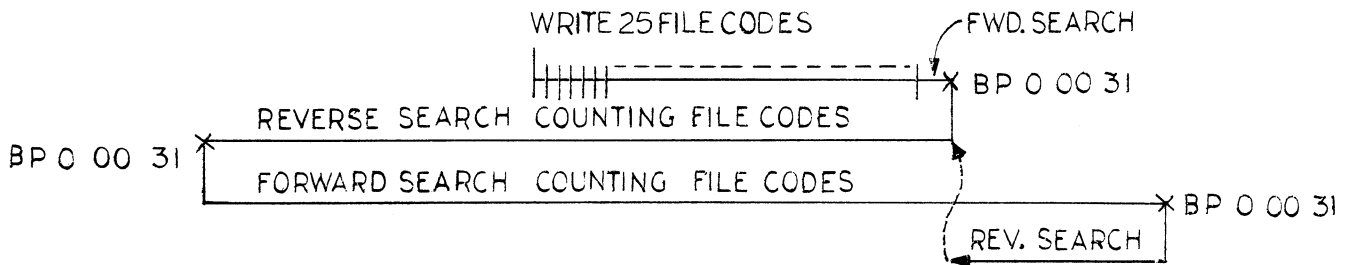 WRITE 25 FILE CODES
FWD. SEARCH
BP 0 00 31
REVERSE SEARCH COUNTING FILE CODES
BP 0 00 31
FORWARD SEARCH COUNTING FILE CODES
BP 0 00 31
REV. SEARCH